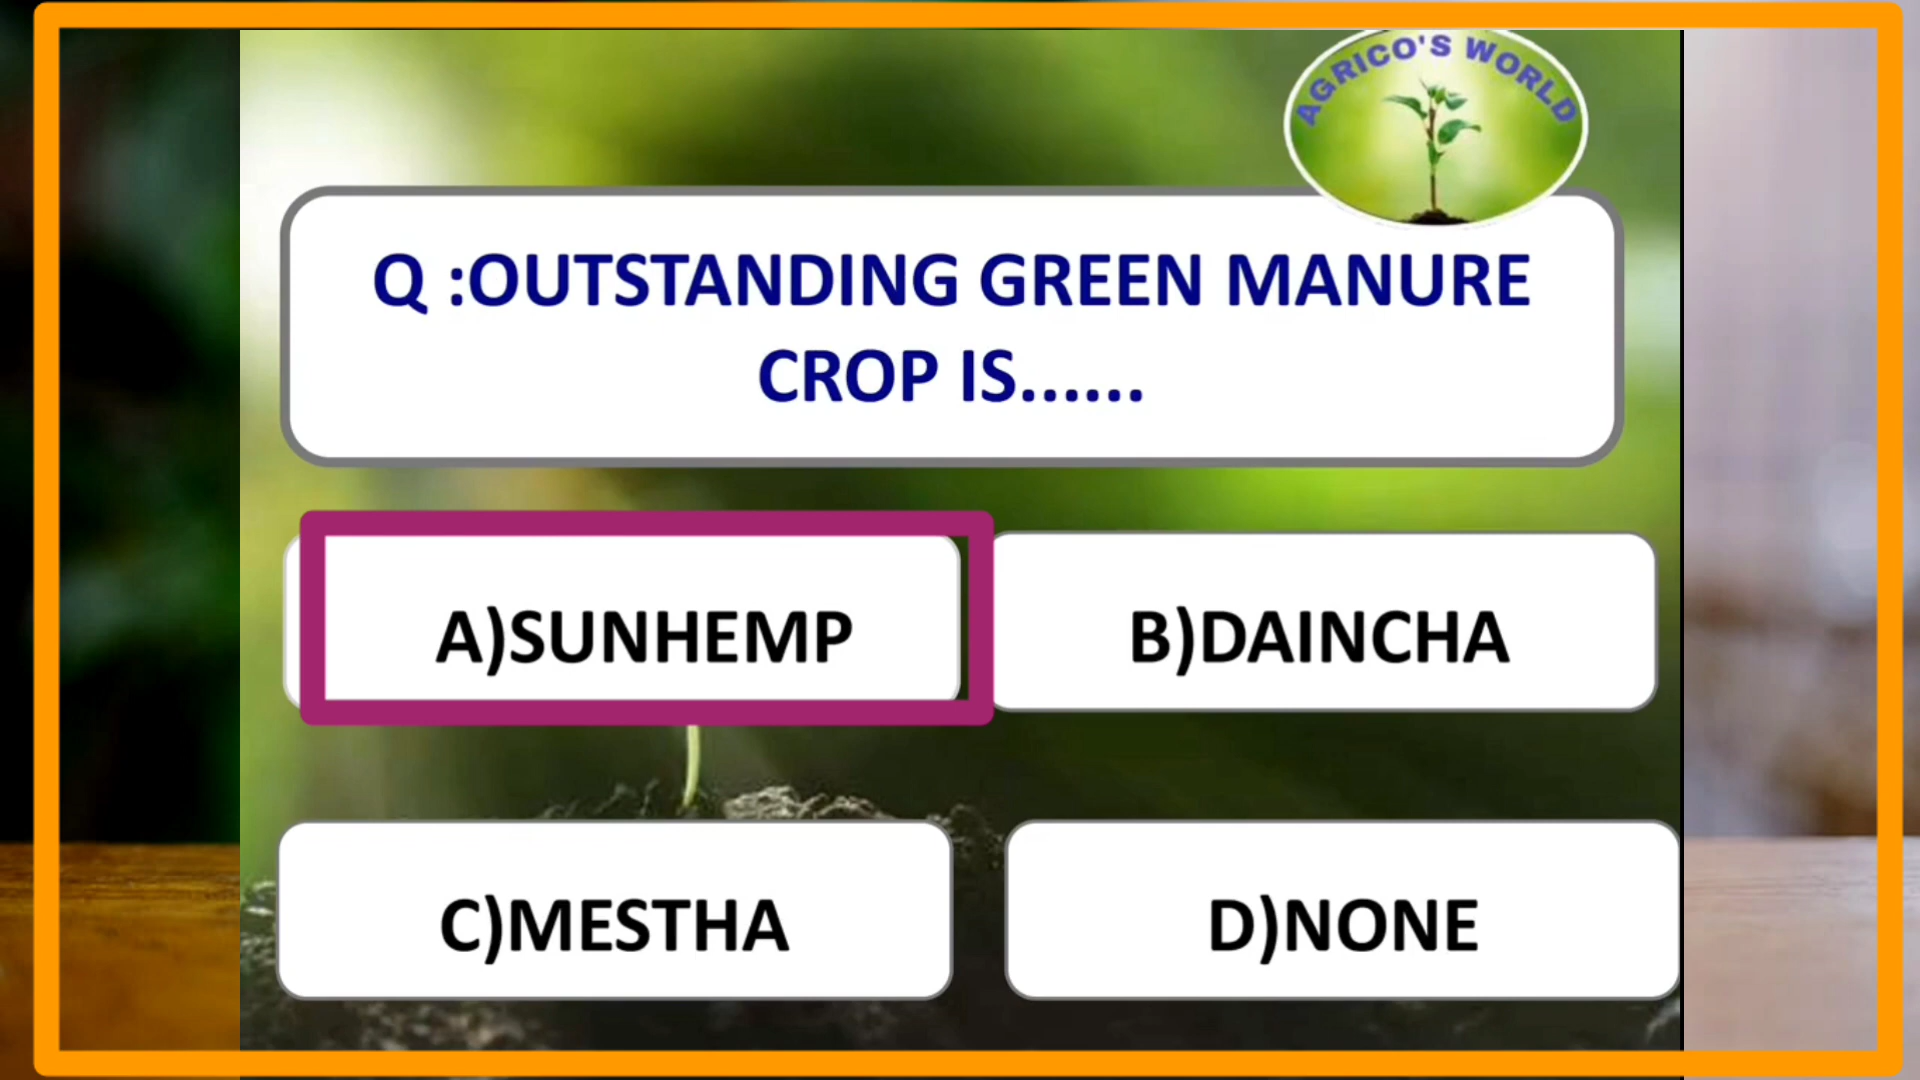 AGRICO'S WORLD
Q :OUTSTANDING GREEN MANURE
CROP IS......
A)SUNHEMP
B)DAINCHA
C)MESTHA
D)NONE